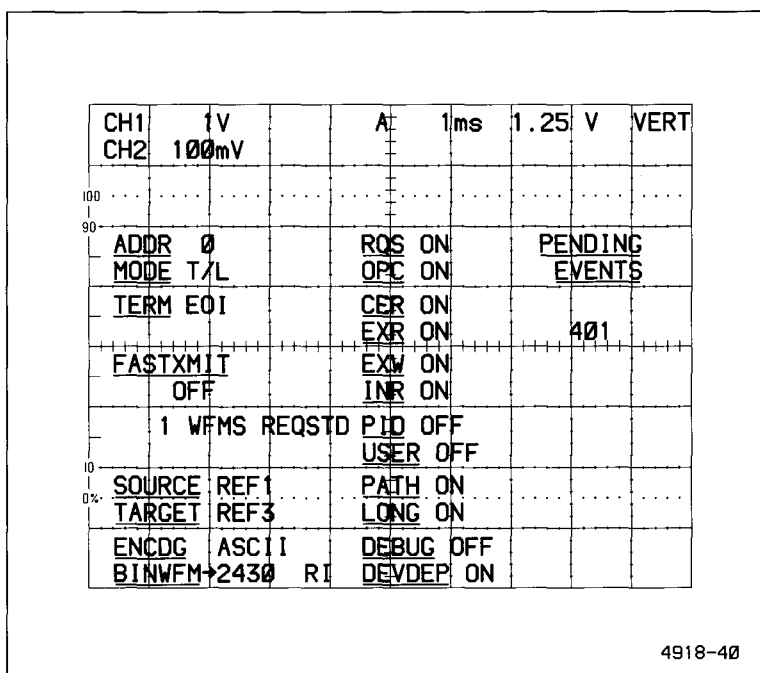 CH1 1V A 1ms 1.25 V VERT
CH2 100mV
100
90
ADDR 0 RQS ON PENDING
MODE T/L OPC ON EVENTS
TERM EOI CER ON
EXR ON 401
FASTXMIT EXW ON
OFF INR ON
1 WFMS REQSTD PID OFF
USER OFF
10
SOURCE REF1 PATH ON
0%
TARGET REF3 LONG ON
ENCDG ASCII DEBUG OFF
BINWFM→2430 RI DEVDEP ON
4918-40